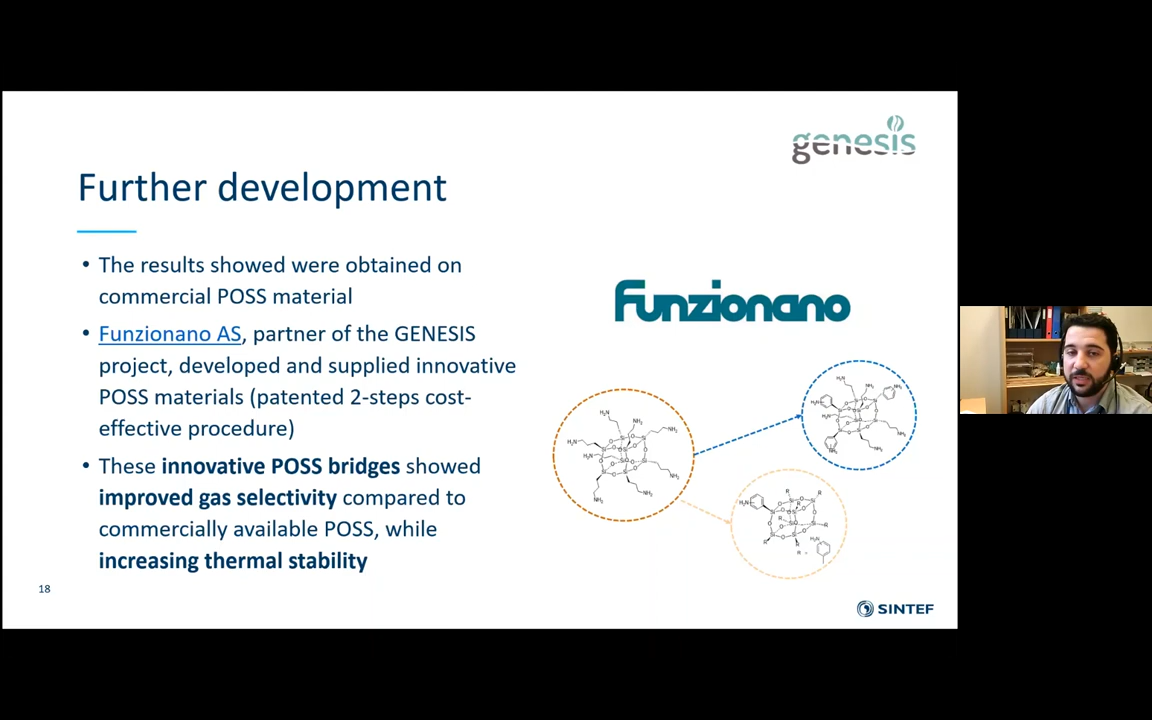 genesis
Further development
• The results showed were obtained on
commercial POSS material
• Funzionano AS, partner of the GENESIS
project, developed and supplied innovative
POSS materials (patented 2-steps cost-
effective procedure)
• These innovative POSS bridges showed
improved gas selectivity compared to
commercially available POSS, while
increasing thermal stability
Funzionano
18
SINTEF